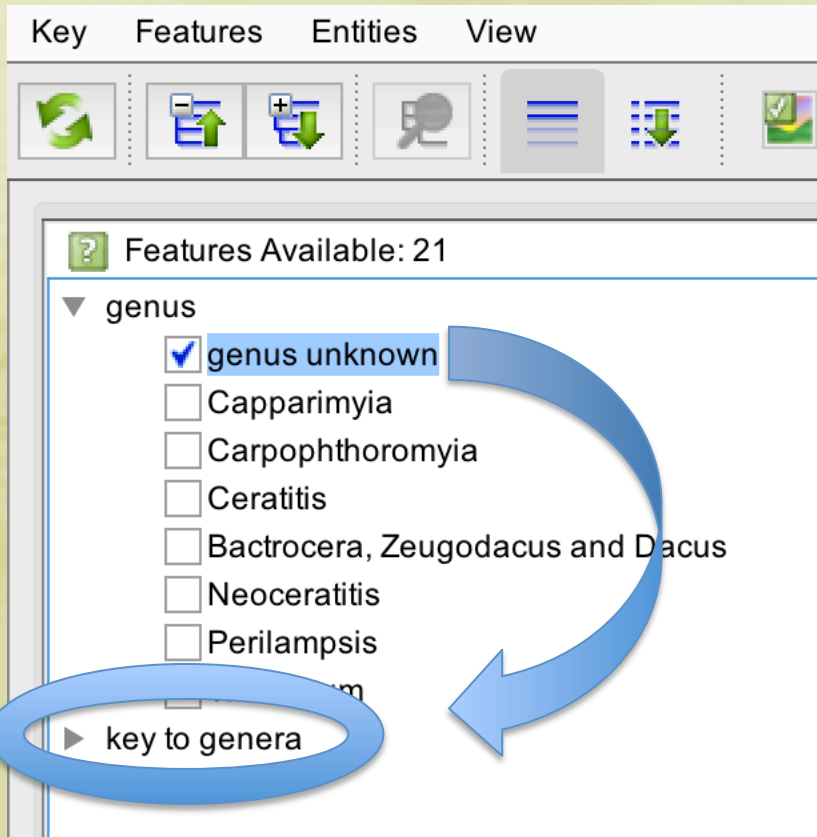 Key Features Entities View
Features Available: 21
genus
genus unknown
Capparimyia
Carpophthoromyia
Ceratitis
Bactrocera, Zeugodacus and Dacus
Neoceratitis
Perilampsis
key to genera